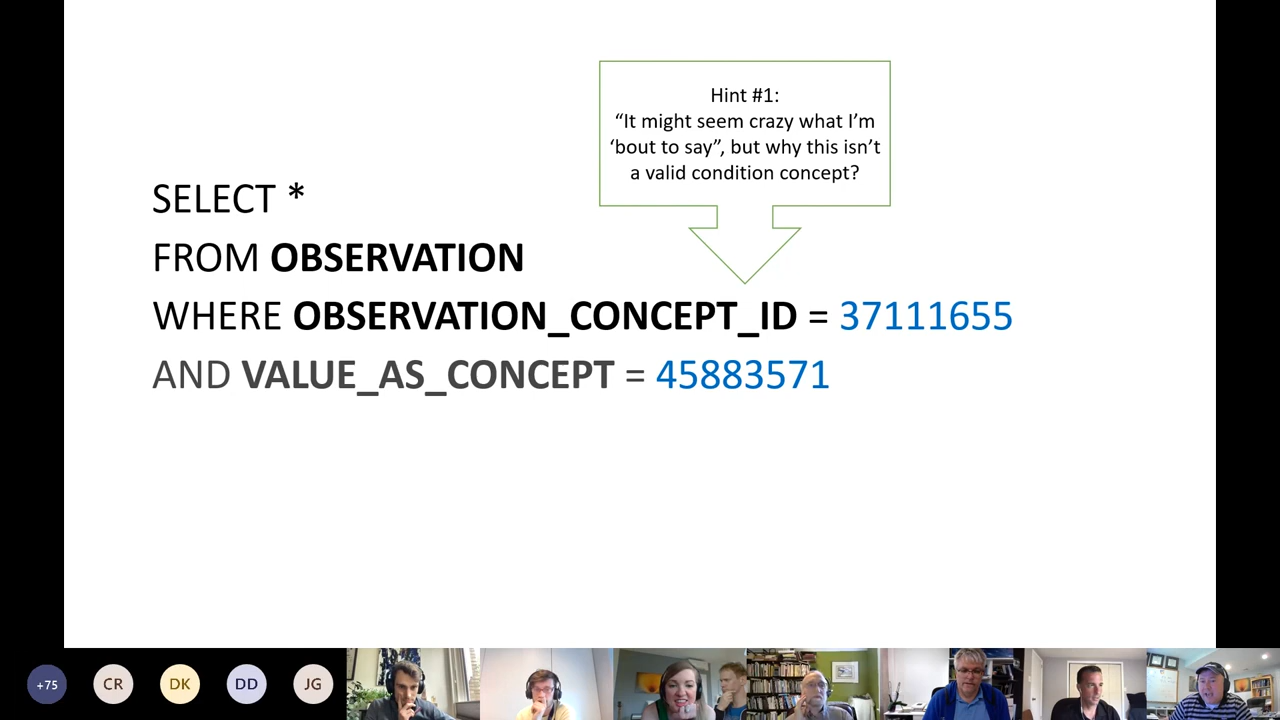 Hint #1:
“It might seem crazy what I’m
‘bout to say”, but why this isn’t
a valid condition concept?
SELECT *
FROM OBSERVATION
WHERE OBSERVATION_CONCEPT_ID = 37111655
AND VALUE_AS_CONCEPT = 45883571
+75
CR
DK
DD
JG